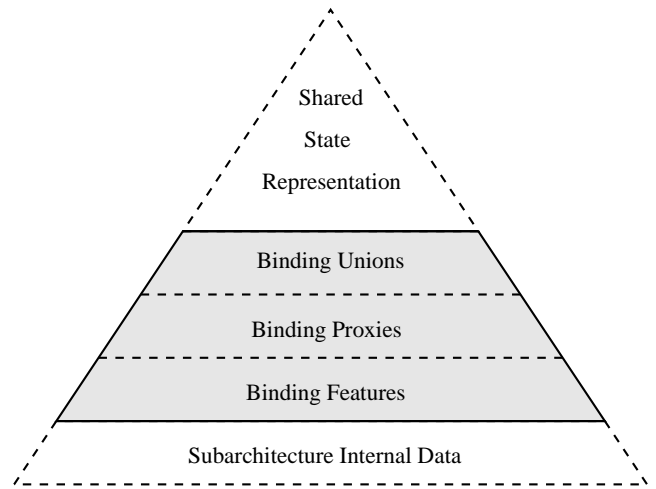 Shared
State
Representation
Binding Unions
Binding Proxies
Binding Features
Subarchitecture Internal Data